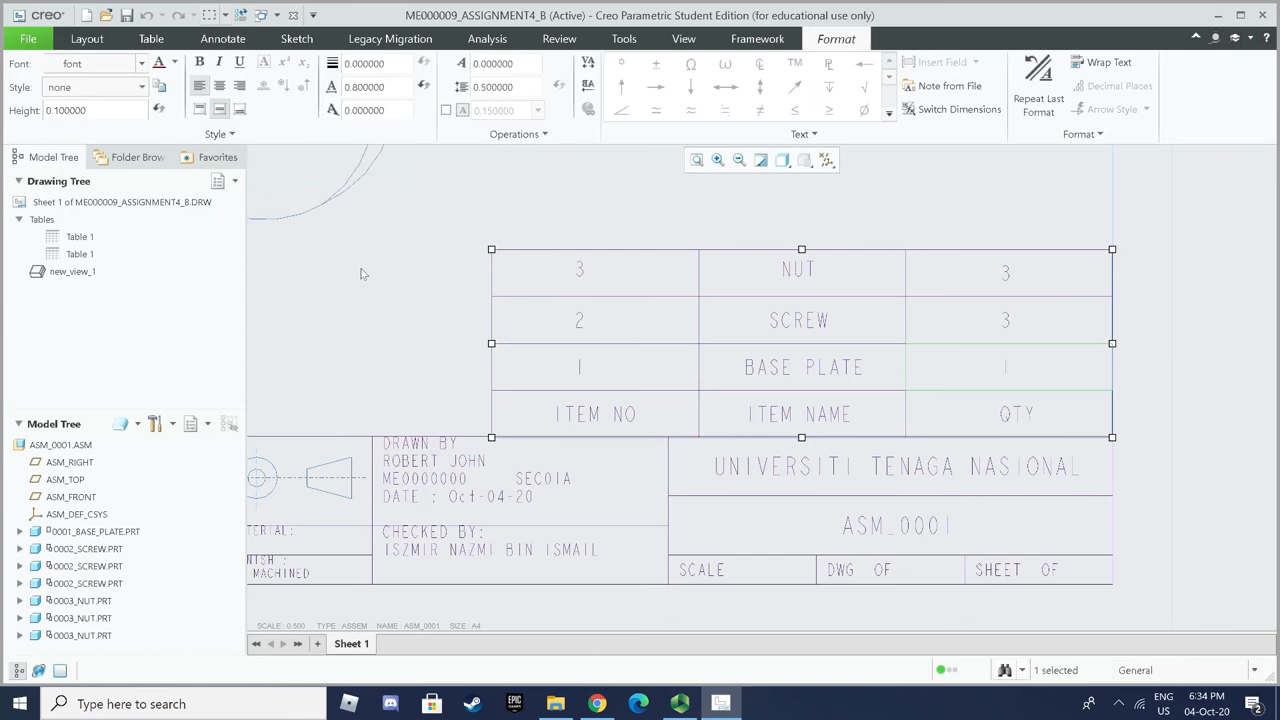 creo
ME000009_ASSIGNMENT4_B (Active) - Creo Parametric Student Edition (for educational use only)
File Layout Table Annotate Sketch Legacy Migration Analysis Review Tools View Framework Format
Font: font
Style: none
Height: 0.100000
B I U
0.000000
0.800000
0.000000
0.000000
0.500000
0.150000
TM
Insert Field
Note from File
Switch Dimensions
Repeat Last
Format
Wrap Text
Decimal Places
Arrow Style
Style Operations Text Format
Model Tree Folder Brow Favorites
Drawing Tree
Sheet 1 of ME000009_ASSIGNMENT4_B.DRW
Tables
Table 1
Table 1
new_view_1
Model Tree
ASM_0001.ASM
ASM_RIGHT
ASM_TOP
ASM_FRONT
ASM_DEF_CSYS
0001_BASE_PLATE.PRT
0002_SCREW.PRT
0002_SCREW.PRT
0002_SCREW.PRT
0003_NUT.PRT
0003_NUT.PRT
0003_NUT.PRT
3 NUT 3
2 SCREW 3
1 BASE PLATE 1
ITEM NO ITEM NAME QTY
DRAWN BY
ROBERT JOHN
ME0000000 SEC01A
DATE : Oct-04-20
CHECKED BY:
ISZMIR NAZMI BIN ISMAIL
TERIAL:
NISH :
MACHINED
UNIVERSITI TENAGA NASIONAL
ASM_0001
SCALE DWG OF SHEET OF
SCALE : 0.500 TYPE : ASSEM NAME : ASM_0001 SIZE : A4
Sheet 1
1 selected General
Type here to search
EPIC
ENG
US
6:34 PM
04-Oct-20
2